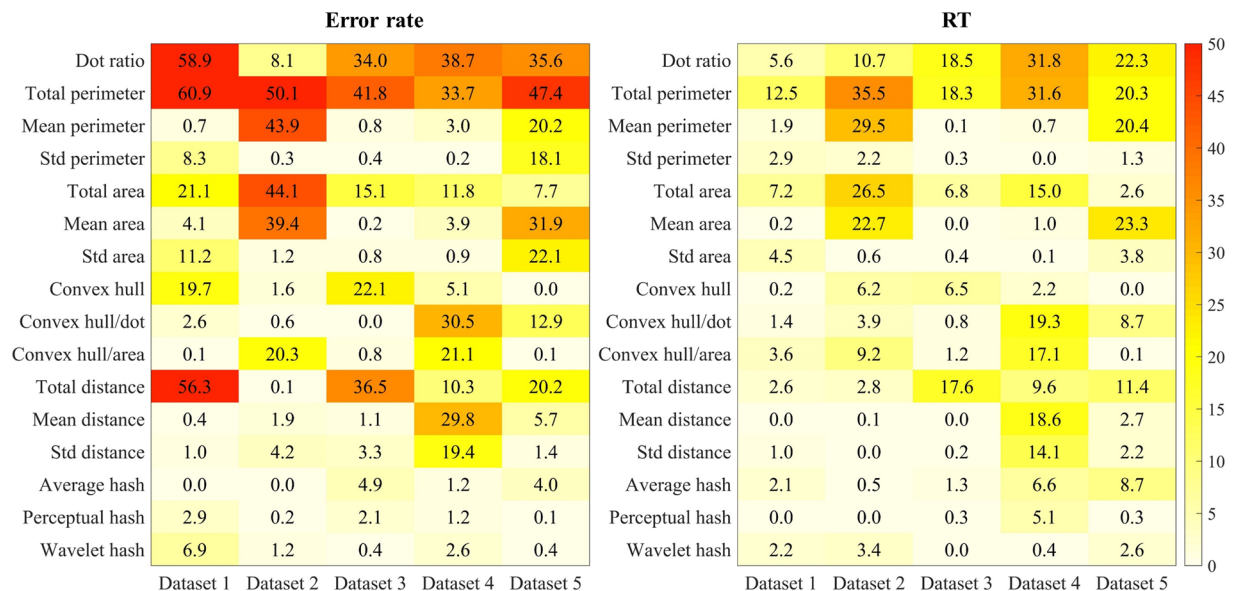 Error rate RT
Dot ratio 58.9 8.1 34.0 38.7 35.6 Dot ratio 5.6 10.7 18.5 31.8 22.3 50
Total perimeter 60.9 50.1 41.8 33.7 47.4 Total perimeter 12.5 35.5 18.3 31.6 20.3 45
Mean perimeter 0.7 43.9 0.8 3.0 20.2 Mean perimeter 1.9 29.5 0.1 0.7 20.4
Std perimeter 8.3 0.3 0.4 0.2 18.1 Std perimeter 2.9 2.2 0.3 0.0 1.3 40
Total area 21.1 44.1 15.1 11.8 7.7 Total area 7.2 26.5 6.8 15.0 2.6 35
Mean area 4.1 39.4 0.2 3.9 31.9 Mean area 0.2 22.7 0.0 1.0 23.3
Std area 11.2 1.2 0.8 0.9 22.1 Std area 4.5 0.6 0.4 0.1 3.8 30
Convex hull 19.7 1.6 22.1 5.1 0.0 Convex hull 0.2 6.2 6.5 2.2 0.0 25
Convex hull/dot 2.6 0.6 0.0 30.5 12.9 Convex hull/dot 1.4 3.9 0.8 19.3 8.7
Convex hull/area 0.1 20.3 0.8 21.1 0.1 Convex hull/area 3.6 9.2 1.2 17.1 0.1 20
Total distance 56.3 0.1 36.5 10.3 20.2 Total distance 2.6 2.8 17.6 9.6 11.4
Mean distance 0.4 1.9 1.1 29.8 5.7 Mean distance 0.0 0.1 0.0 18.6 2.7 15
Std distance 1.0 4.2 3.3 19.4 1.4 Std distance 1.0 0.0 0.2 14.1 2.2 10
Average hash 0.0 0.0 4.9 1.2 4.0 Average hash 2.1 0.5 1.3 6.6 8.7
Perceptual hash 2.9 0.2 2.1 1.2 0.1 Perceptual hash 0.0 0.0 0.3 5.1 0.3 5
Wavelet hash 6.9 1.2 0.4 2.6 0.4 Wavelet hash 2.2 3.4 0.0 0.4 2.6 0
Dataset 1 Dataset 2 Dataset 3 Dataset 4 Dataset 5 Dataset 1 Dataset 2 Dataset 3 Dataset 4 Dataset 5